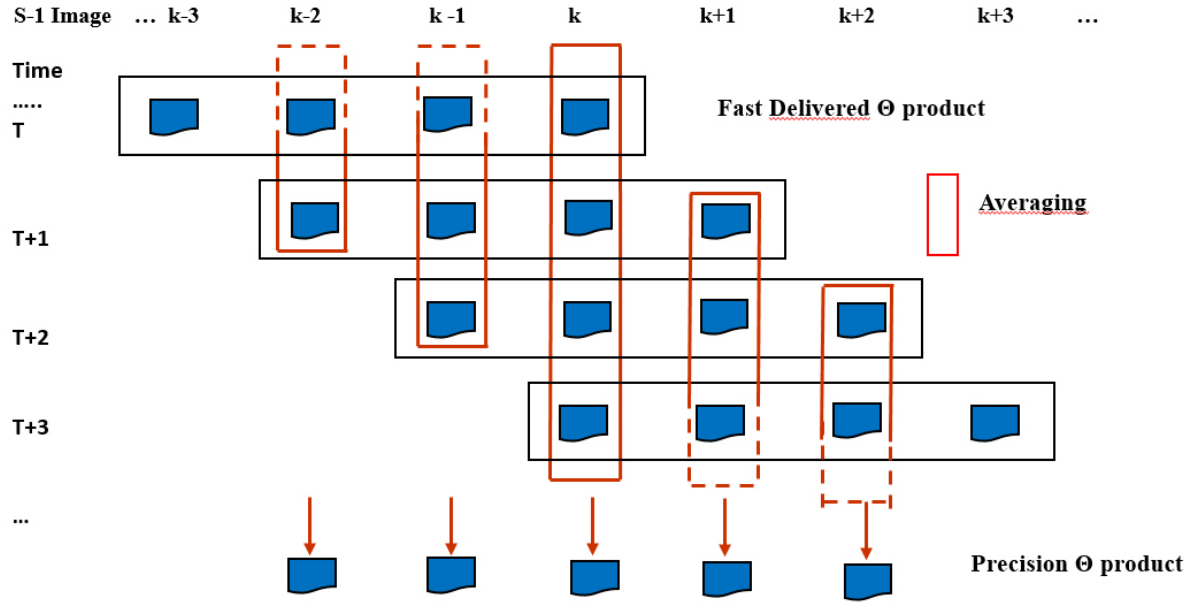 S-1 Image … k-3 k-2 k -1 k k+1 k+2 k+3 …
Time
.....
T
Fast Delivered Θ product
Averaging
T+1
T+2
T+3
...
Precision Θ product